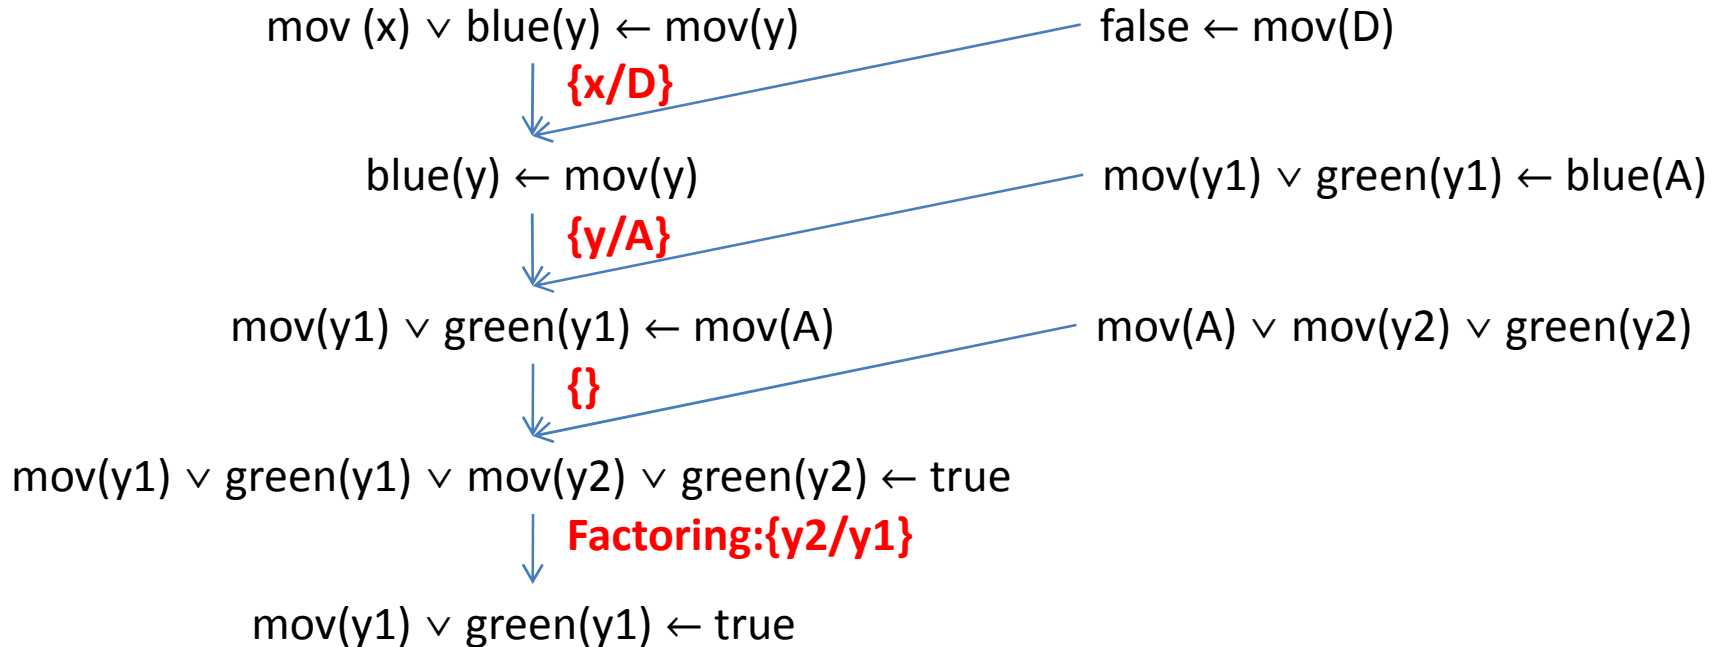 mov (x) ∨ blue(y) ← mov(y) false ← mov(D)
{x/D}
blue(y) ← mov(y) mov(y1) ∨ green(y1) ← blue(A)
{y/A}
mov(y1) ∨ green(y1) ← mov(A) mov(A) ∨ mov(y2) ∨ green(y2)
{}
mov(y1) ∨ green(y1) ∨ mov(y2) ∨ green(y2) ← true
Factoring:{y2/y1}
mov(y1) ∨ green(y1) ← true